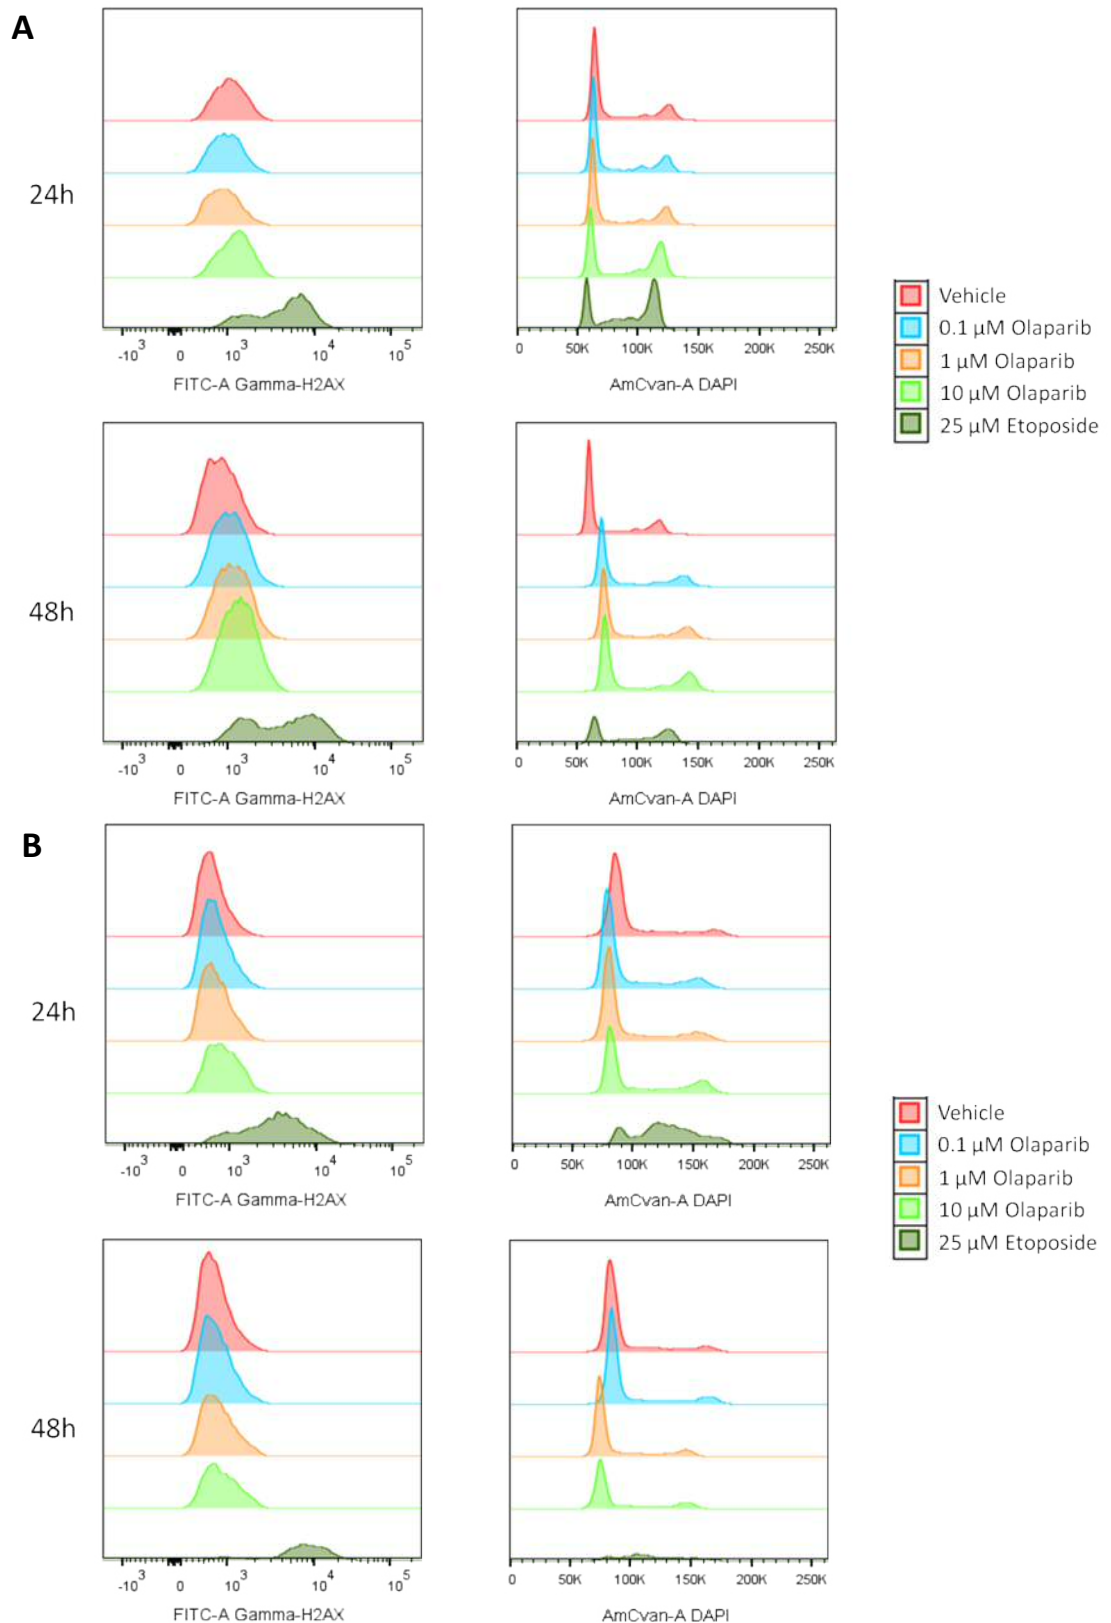 A
24h
-10 3 0 10 3 10 4 10 5
FITC-A Gamma-H2AX
0 50K 100K 150K 200K 250K
AmCyan-A DAPI
Vehicle
0.1 µM Olaparib
1 µM Olaparib
10 µM Olaparib
25 µM Etoposide
48h
-10 3 0 10 3 10 4 10 5
FITC-A Gamma-H2AX
0 50K 100K 150K 200K 250K
AmCyan-A DAPI
B
24h
-10 3 0 10 3 10 4 10 5
FITC-A Gamma-H2AX
0 50K 100K 150K 200K 250K
AmCyan-A DAPI
Vehicle
0.1 µM Olaparib
1 µM Olaparib
10 µM Olaparib
25 µM Etoposide
48h
-10 3 0 10 3 10 4 10 5
FITC-A Gamma-H2AX
0 50K 100K 150K 200K 250K
AmCyan-A DAPI